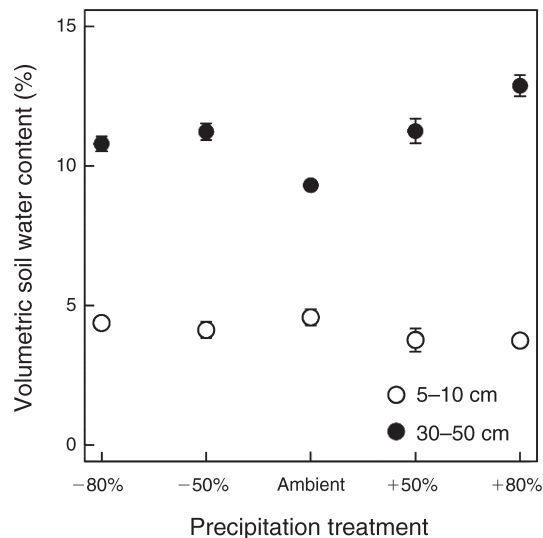 Volumetric soil water content (%)
15
10
5
0
5–10 cm
30–50 cm
−80%
−50%
Ambient
+50%
+80%
Precipitation treatment